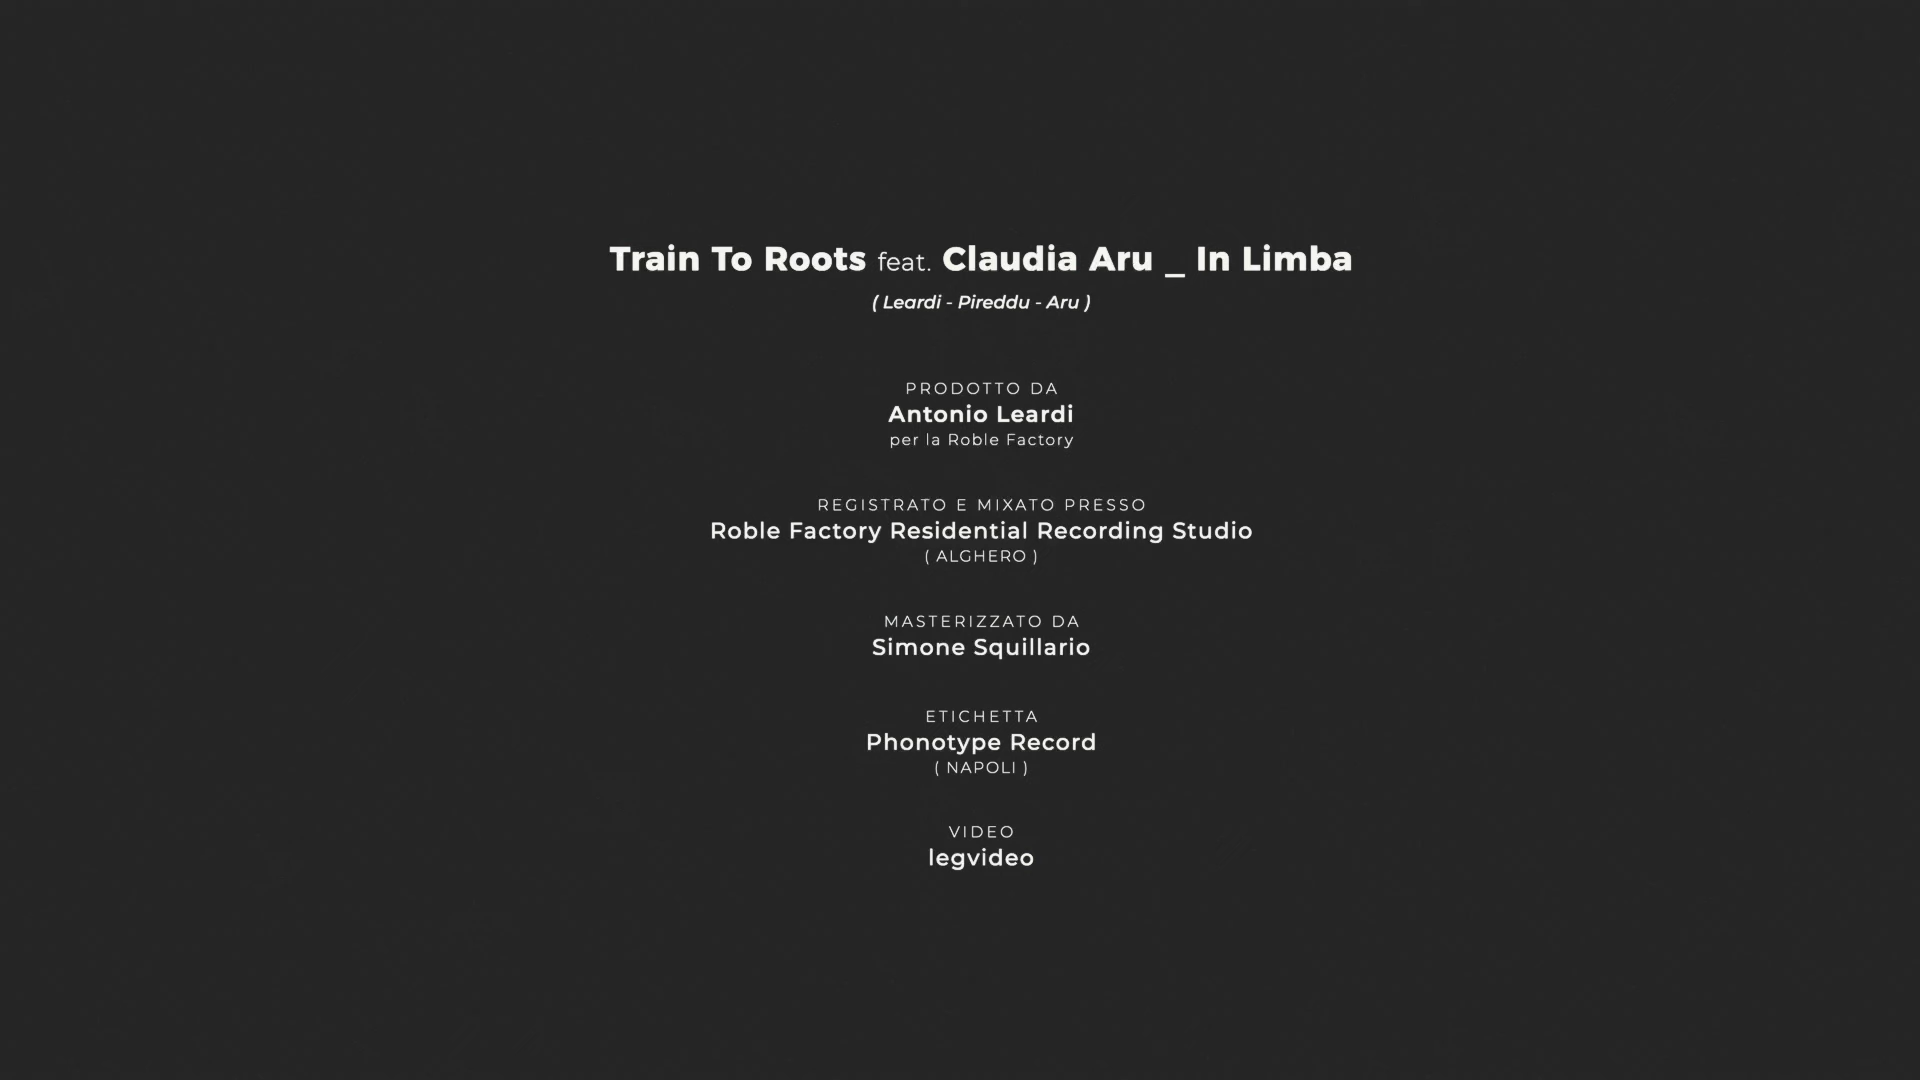 Train To Roots feat. Claudia Aru _ In Limba
( Leardi - Pireddu - Aru )
PRODOTTO DA
Antonio Leardi
per la Roble Factory
REGISTRATO E MIXATO PRESSO
Roble Factory Residential Recording Studio
( ALGHERO )
MASTERIZZATO DA
Simone Squillario
ETICHETTA
Phonotype Record
( NAPOLI )
VIDEO
legvideo